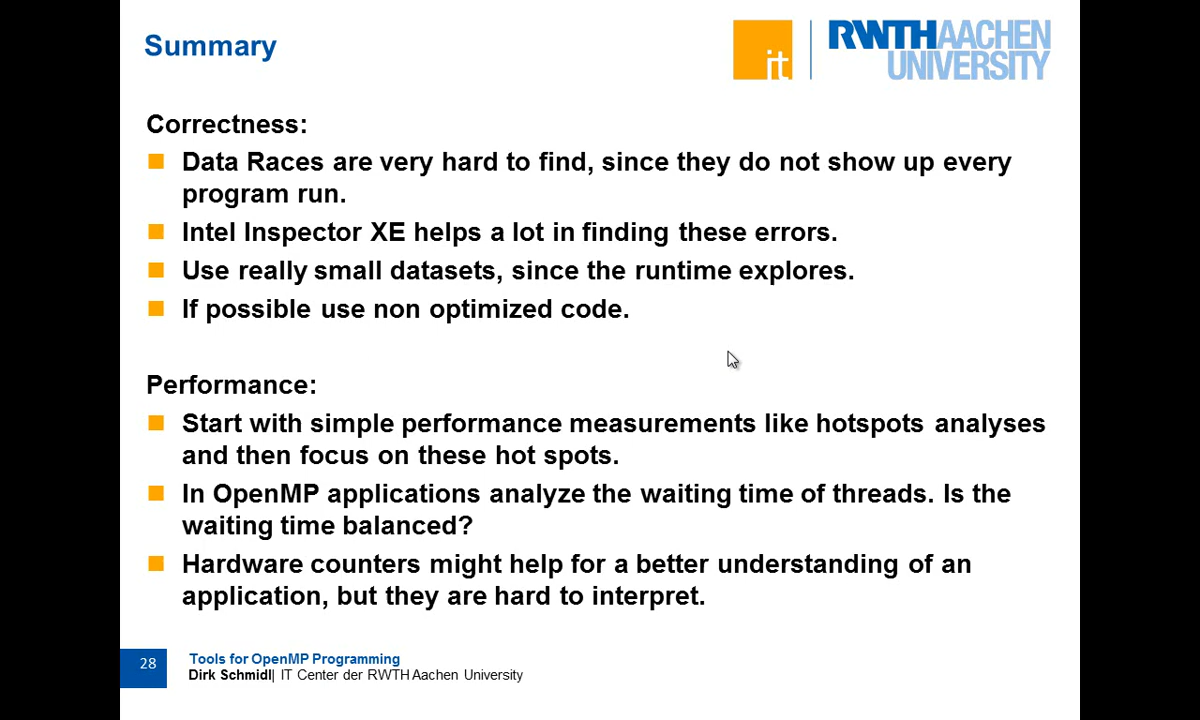 Summary
it
RWTHAACHEN
UNIVERSITY
Correctness:
Data Races are very hard to find, since they do not show up every
program run.
Intel Inspector XE helps a lot in finding these errors.
Use really small datasets, since the runtime explores.
If possible use non optimized code.
Performance:
Start with simple performance measurements like hotspots analyses
and then focus on these hot spots.
In OpenMP applications analyze the waiting time of threads. Is the
waiting time balanced?
Hardware counters might help for a better understanding of an
application, but they are hard to interpret.
28
Tools for OpenMP Programming
Dirk Schmidl| IT Center der RWTH Aachen University